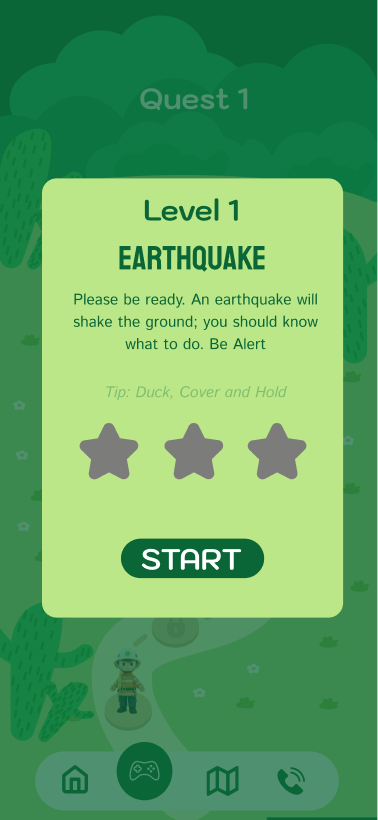 Quest 1
Level 1
EARTHQUAKE
Please be ready. An earthquake will
shake the ground; you should know
what to do. Be Alert
Tip: Duck, Cover and Hold
START